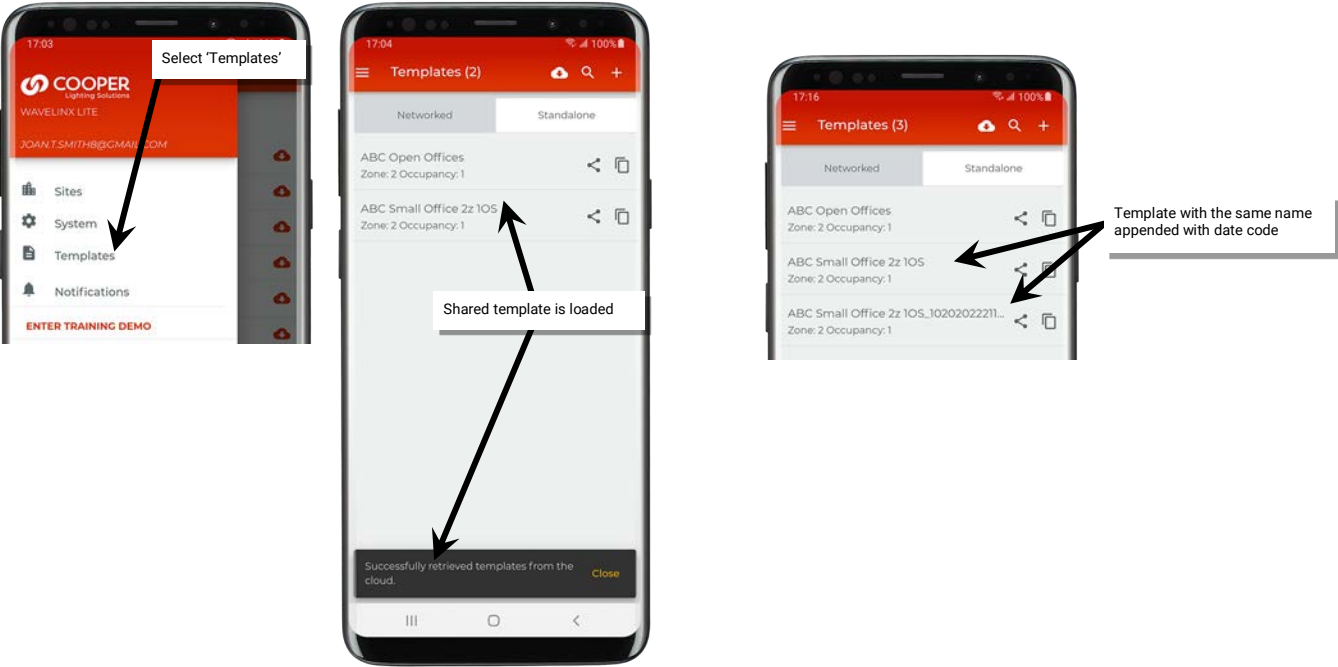 17:03
Select ‘Templates’
COOPER
Lighting Solutions
WAVELINX LITE
JOAN.T.SMITH8@GMAIL.COM
Sites
System
Templates
Notifications
ENTER TRAINING DEMO
17:04 100%
Templates (2)
Networked Standalone
ABC Open Offices
Zone: 2 Occupancy: 1
ABC Small Office 2z 1OS
Zone: 2 Occupancy: 1
Shared template is loaded
Successfully retrieved templates from the
cloud.
Close
17:16 100%
Templates (3)
Networked Standalone
ABC Open Offices
Zone: 2 Occupancy: 1
ABC Small Office 2z 1OS
Zone: 2 Occupancy: 1
ABC Small Office 2z 1OS_10202022211...
Zone: 2 Occupancy: 1
Template with the same name
appended with date code